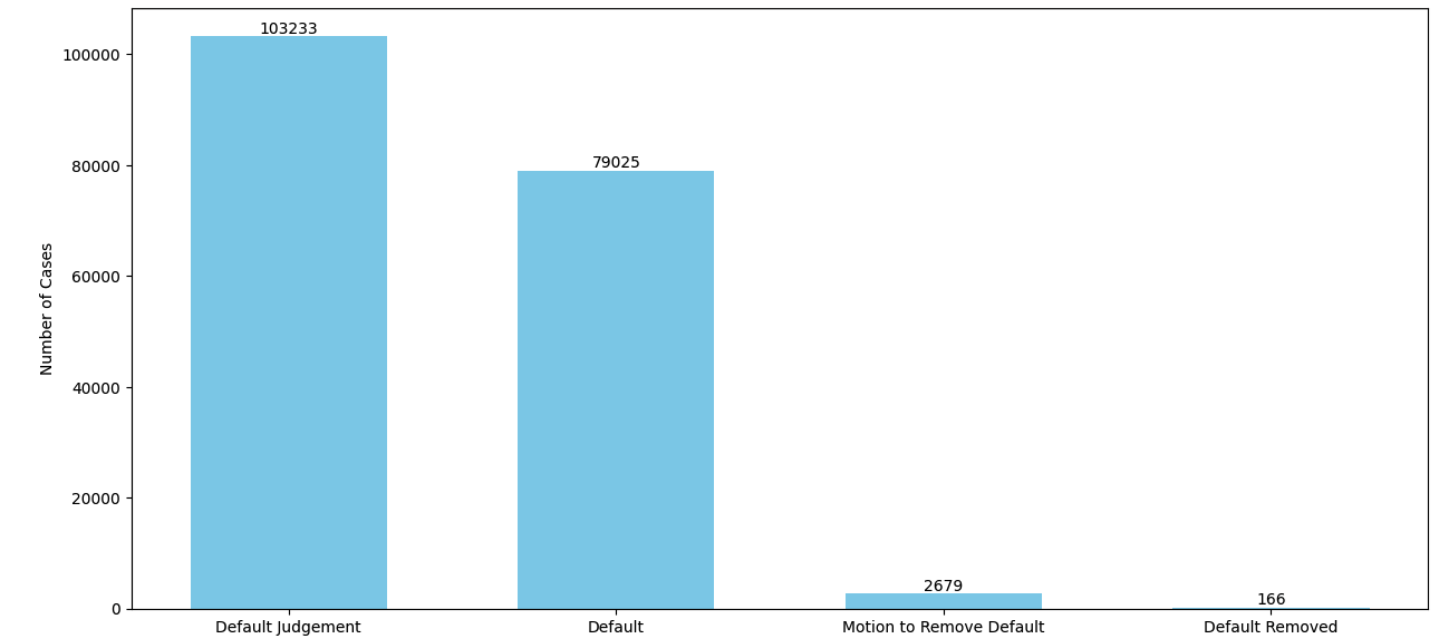 103233
79025
2679
166
100000
80000
60000
40000
20000
0
Number of Cases
Default Judgement
Default
Motion to Remove Default
Default Removed